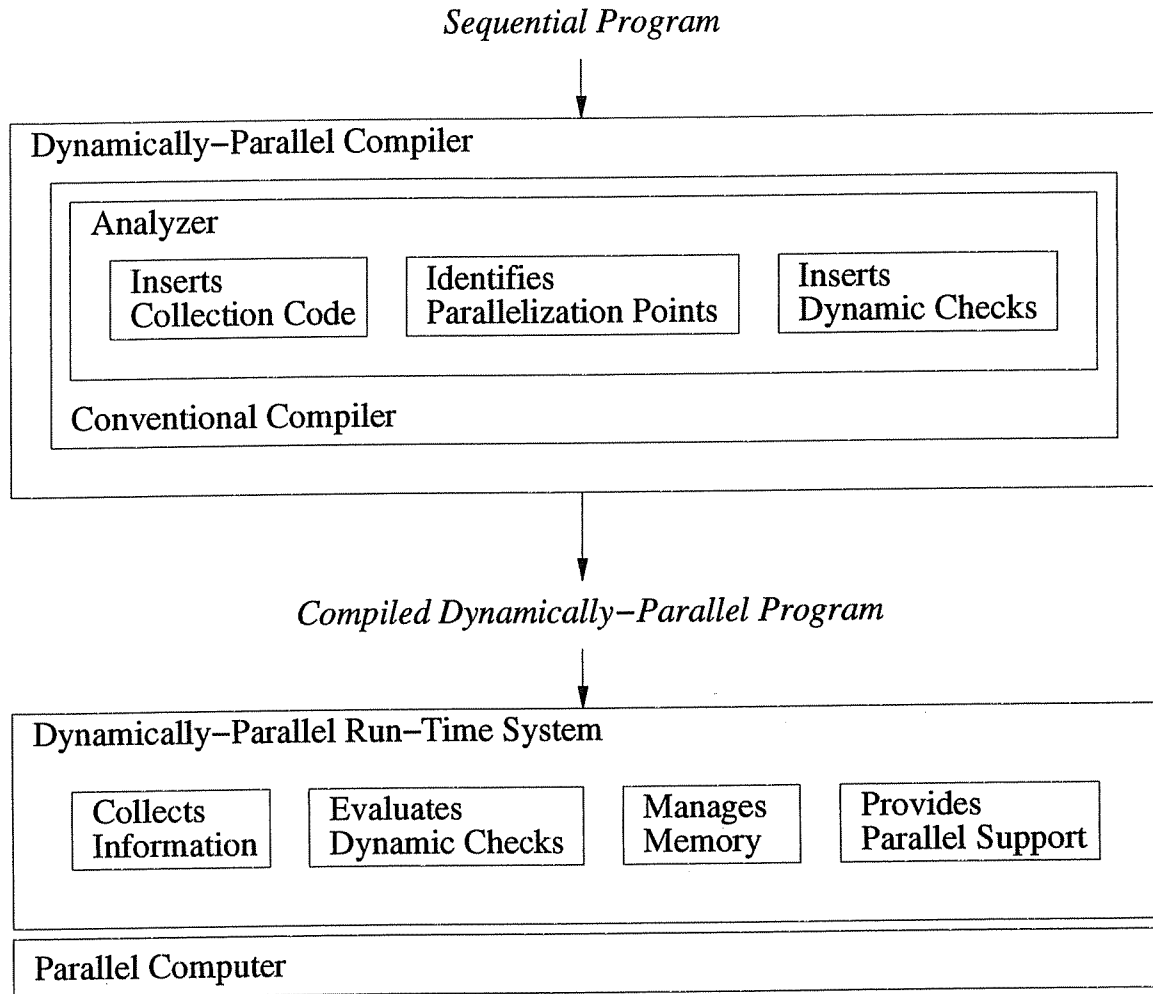 Sequential Program
Dynamically−Parallel Compiler
Analyzer
Inserts
Collection Code
Identifies
Parallelization Points
Inserts
Dynamic Checks
Conventional Compiler
Compiled Dynamically−Parallel Program
Dynamically−Parallel Run−Time System
Collects
Information
Evaluates
Dynamic Checks
Manages
Memory
Provides
Parallel Support
Parallel Computer